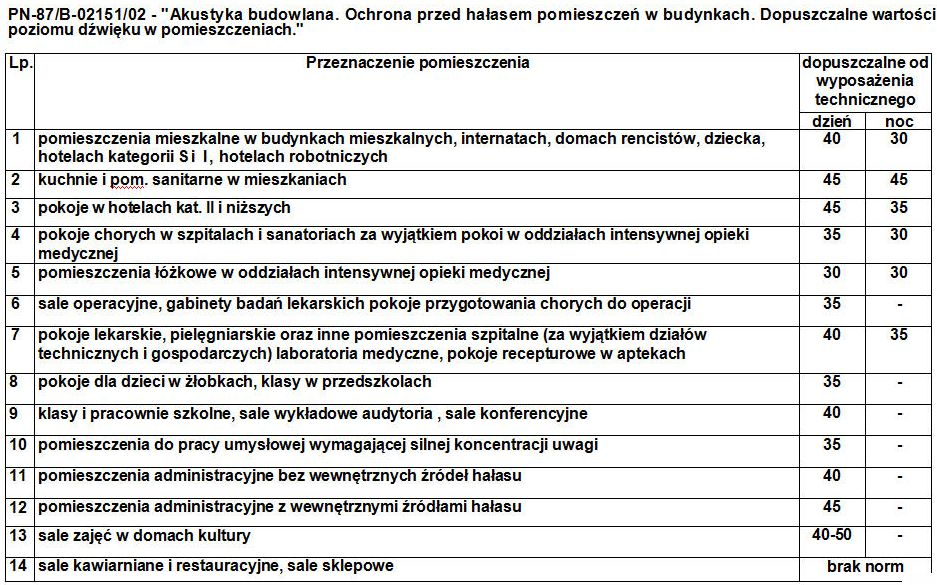 PN-87/B-02151/02 - "Akustyka budowlana. Ochrona przed hałasem pomieszczeń w budynkach. Dopuszczalne wartości
poziomu dźwięku w pomieszczeniach."
Lp. Przeznaczenie pomieszczenia dopuszczalne od
wyposażenia
technicznego
dzień noc
1 pomieszczenia mieszkalne w budynkach mieszkalnych, internatach, domach rencistów, dziecka, 40 30
hotelach kategorii S i I, hotelach robotniczych
2 kuchnie i pom. sanitarne w mieszkaniach 45 45
3 pokoje w hotelach kat. II i niższych 45 35
4 pokoje chorych w szpitalach i sanatoriach za wyjątkiem pokoi w oddziałach intensywnej opieki 35 30
medycznej
5 pomieszczenia łóżkowe w oddziałach intensywnej opieki medycznej 30 30
6 sale operacyjne, gabinety badań lekarskich pokoje przygotowania chorych do operacji 35 -
7 pokoje lekarskie, pielęgniarskie oraz inne pomieszczenia szpitalne (za wyjątkiem działów 40 35
technicznych i gospodarczych) laboratoria medyczne, pokoje recepturowe w aptekach
8 pokoje dla dzieci w żłobkach, klasy w przedszkolach 35 -
9 klasy i pracownie szkolne, sale wykładowe audytoria , sale konferencyjne 40 -
10 pomieszczenia do pracy umysłowej wymagającej silnej koncentracji uwagi 35 -
11 pomieszczenia administracyjne bez wewnętrznych źródeł hałasu 40 -
12 pomieszczenia administracyjne z wewnętrznymi źródłami hałasu 45 -
13 sale zajęć w domach kultury 40-50 -
14 sale kawiarniane i restauracyjne, sale sklepowe brak norm